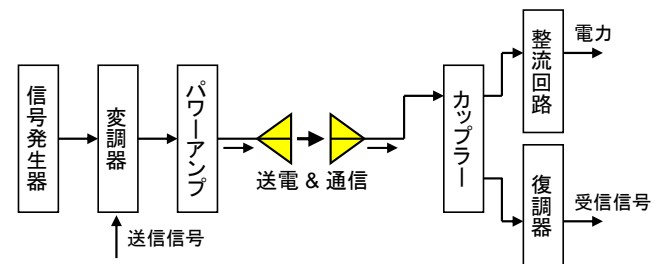 信号発生器
変調器
送信信号
パワーアンプ
送電 & 通信
カップラー
整流回路
電力
復調器
受信信号